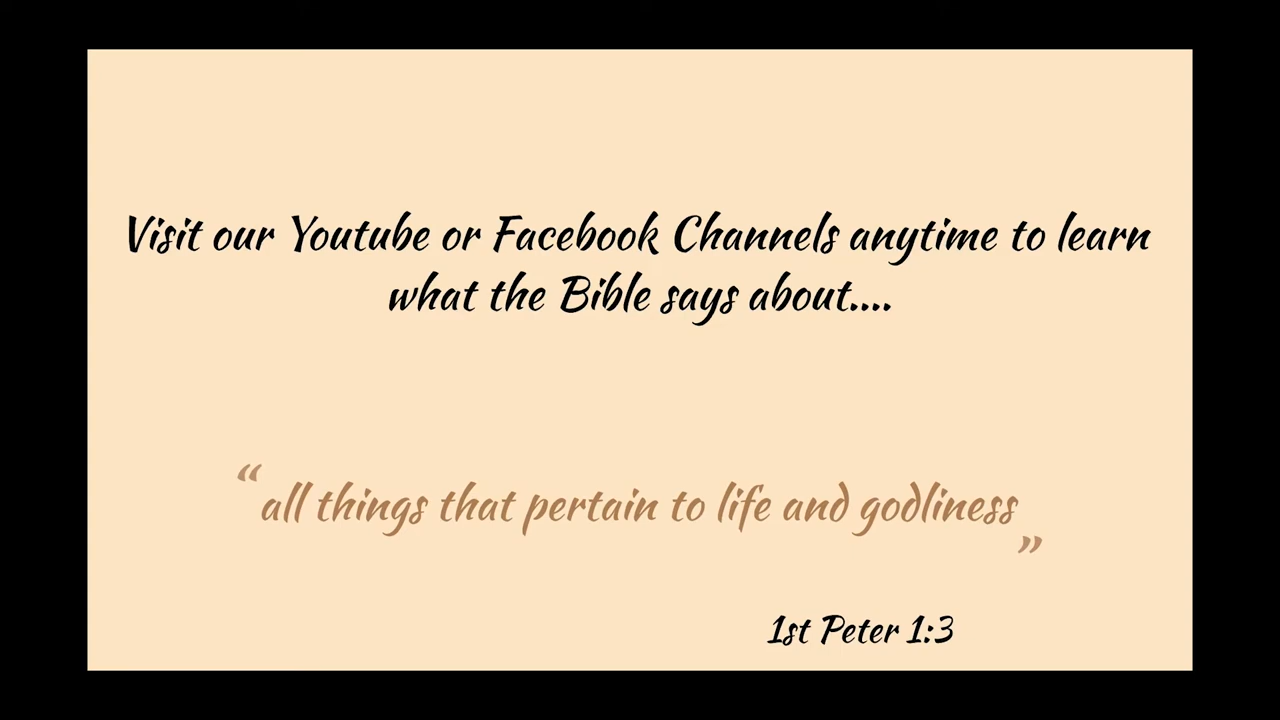 Visit our Youtube or Facebook Channels anytime to learn
what the Bible says about....
“all things that pertain to life and godliness”
1st Peter 1:3